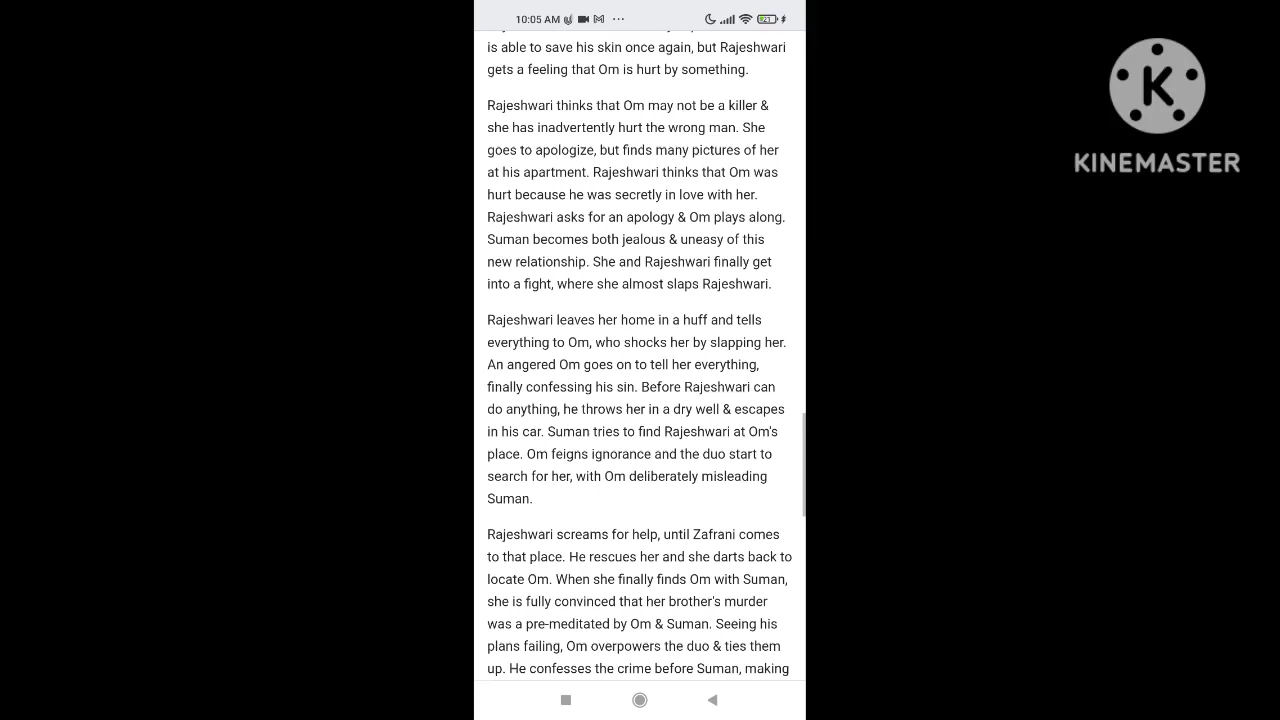 10:05 AM
21
is able to save his skin once again, but Rajeshwari
gets a feeling that Om is hurt by something.
Rajeshwari thinks that Om may not be a killer &
she has inadvertently hurt the wrong man. She
goes to apologize, but finds many pictures of her
at his apartment. Rajeshwari thinks that Om was
hurt because he was secretly in love with her.
Rajeshwari asks for an apology & Om plays along.
Suman becomes both jealous & uneasy of this
new relationship. She and Rajeshwari finally get
into a fight, where she almost slaps Rajeshwari.
Rajeshwari leaves her home in a huff and tells
everything to Om, who shocks her by slapping her.
An angered Om goes on to tell her everything,
finally confessing his sin. Before Rajeshwari can
do anything, he throws her in a dry well & escapes
in his car. Suman tries to find Rajeshwari at Om's
place. Om feigns ignorance and the duo start to
search for her, with Om deliberately misleading
Suman.
Rajeshwari screams for help, until Zafrani comes
to that place. He rescues her and she darts back to
locate Om. When she finally finds Om with Suman,
she is fully convinced that her brother's murder
was a pre-meditated by Om & Suman. Seeing his
plans failing, Om overpowers the duo & ties them
up. He confesses the crime before Suman, making
K
KINEMASTER